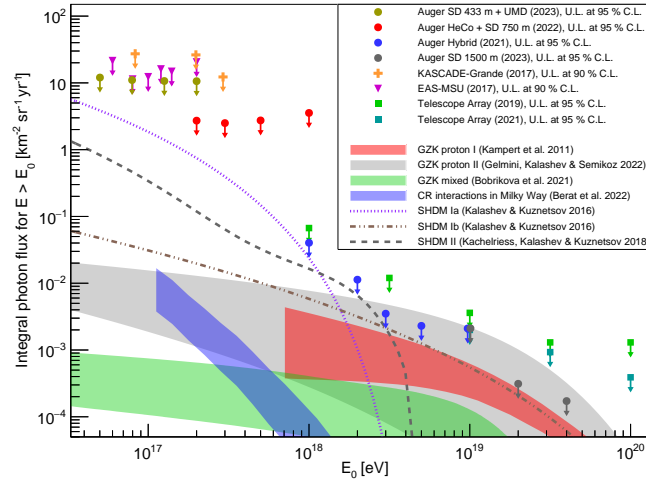 Integral photon flux for E > E₀ [km⁻² sr⁻¹ yr⁻¹]
10³
10²
10
1
10⁻¹
10⁻²
10⁻³
10⁻⁴
Auger SD 433 m + UMD (2023), U.L. at 95 % C.L.
Auger HeCo + SD 750 m (2022), U.L. at 95 % C.L.
Auger Hybrid (2021), U.L. at 95 % C.L.
Auger SD 1500 m (2023), U.L. at 95 % C.L.
KASCADE-Grande (2017), U.L. at 90 % C.L.
EAS-MSU (2017), U.L. at 90 % C.L.
Telescope Array (2019), U.L. at 95 % C.L.
Telescope Array (2021), U.L. at 95 % C.L.
GZK proton I (Kampert et al. 2011)
GZK proton II (Gelmini, Kalashev & Semikoz 2022)
GZK mixed (Bobrikova et al. 2021)
CR interactions in Milky Way (Berat et al. 2022)
SHDM Ia (Kalashev & Kuznetsov 2016)
SHDM Ib (Kalashev & Kuznetsov 2016)
SHDM II (Kachelriess, Kalashev & Kuznetsov 2018)
10¹⁷
10¹⁸
10¹⁹
10²⁰
E₀ [eV]